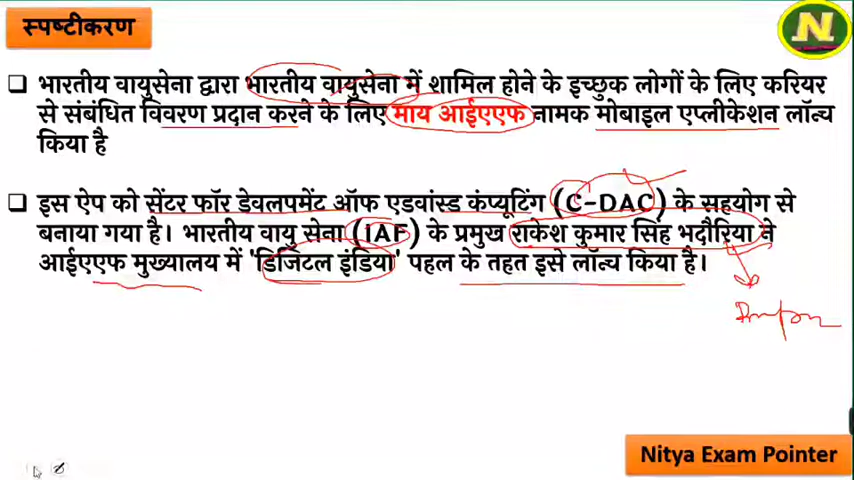 स्पष्टीकरण
N
भारतीय वायुसेना द्वारा भारतीय वायुसेना में शामिल होने के इच्छुक लोगों के लिए करियर
से संबंधित विवरण प्रदान करने के लिए माय आईएएफ नामक मोबाइल एप्लीकेशन लॉन्च
किया है
इस ऐप को सेंटर फॉर डेवलपमेंट ऑफ एडवांस्ड कंप्यूटिंग (C-DAC) के सहयोग से
बनाया गया है। भारतीय वायु सेना (IAF) के प्रमुख राकेश कुमार सिंह भदौरिया ने
आईएएफ मुख्यालय में 'डिजिटल इंडिया' पहल के तहत इसे लॉन्च किया है।
Nitya Exam Pointer